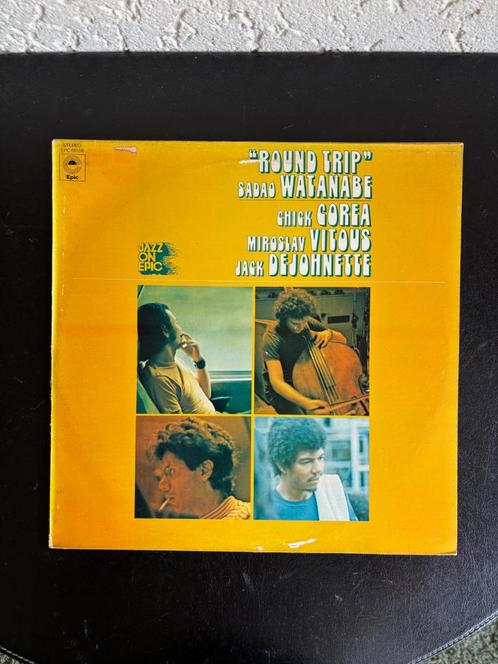 STEREO
Epic
"ROUND TRIP"
SADAO WATANABE
CHICK COREA
MIROSLAV VITOUS
JACK DEJOHNETTE
JAZZ
ON
EPIC